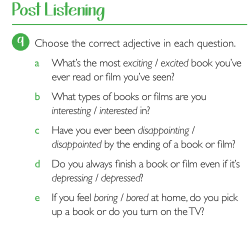 Post Listening
9 Choose the correct adjective in each question.
a What's the most exciting / excited book you've
ever read or film you've seen?
b What types of books or films are you
interesting / interested in?
c Have you ever been disappointing /
disappointed by the ending of a book or film?
d Do you always finish a book or film even if it's
depressing / depressed?
e If you feel boring / bored at home, do you pick
up a book or do you turn on the TV?